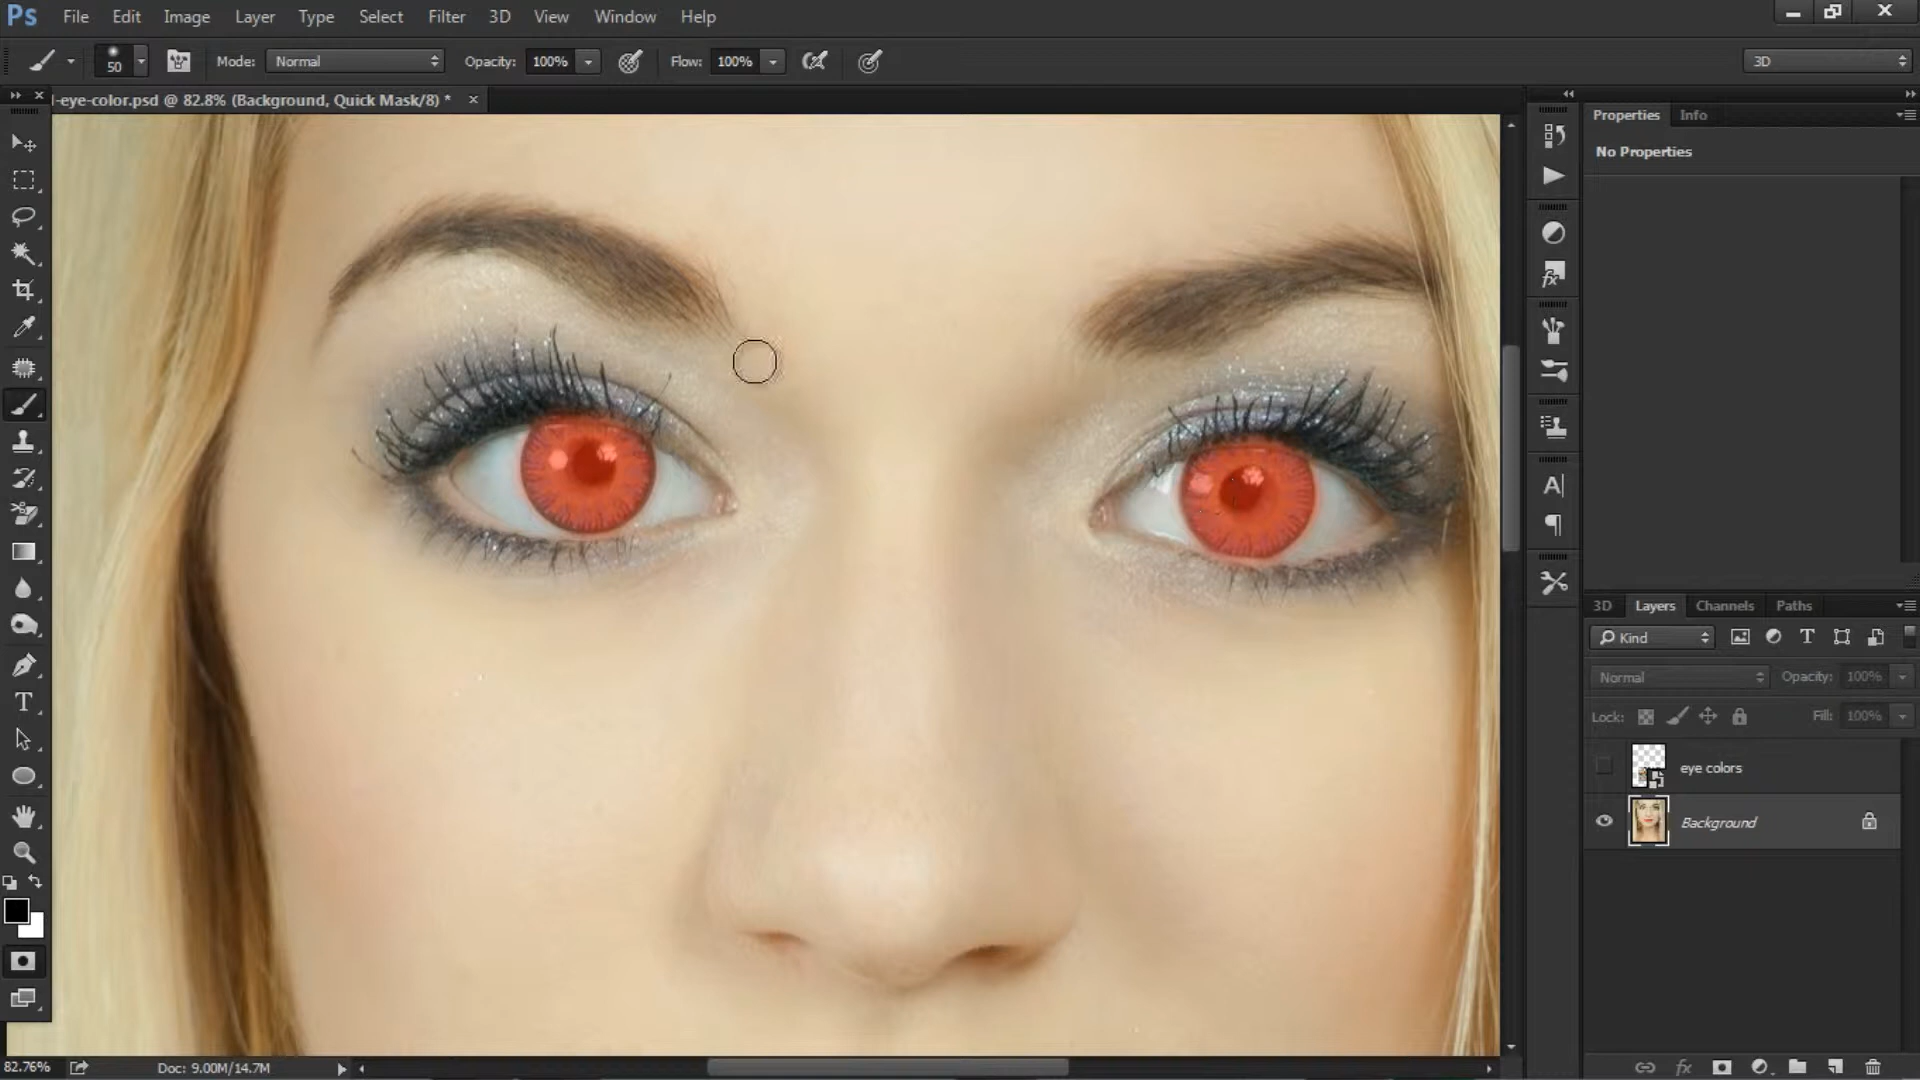 Ps File Edit Image Layer Type Select Filter 3D View Window Help
50 Mode: Normal Opacity: 100% Flow: 100% 3D
l-eye-color.psd @ 82.8% (Background, Quick Mask/8) *
Properties Info
No Properties
3D Layers Channels Paths
Kind
Normal Opacity: 100%
Lock: Fill: 100%
eye colors
Background
82.76% Doc: 9.00M/14.7M